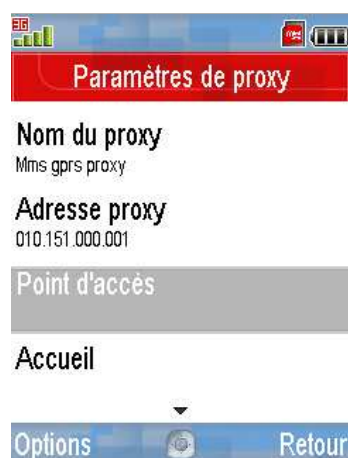 3G
Paramètres de proxy
Nom du proxy
Mms gprs proxy
Adresse proxy
010.151.000.001
Point d'accès
Accueil
Options
Retour